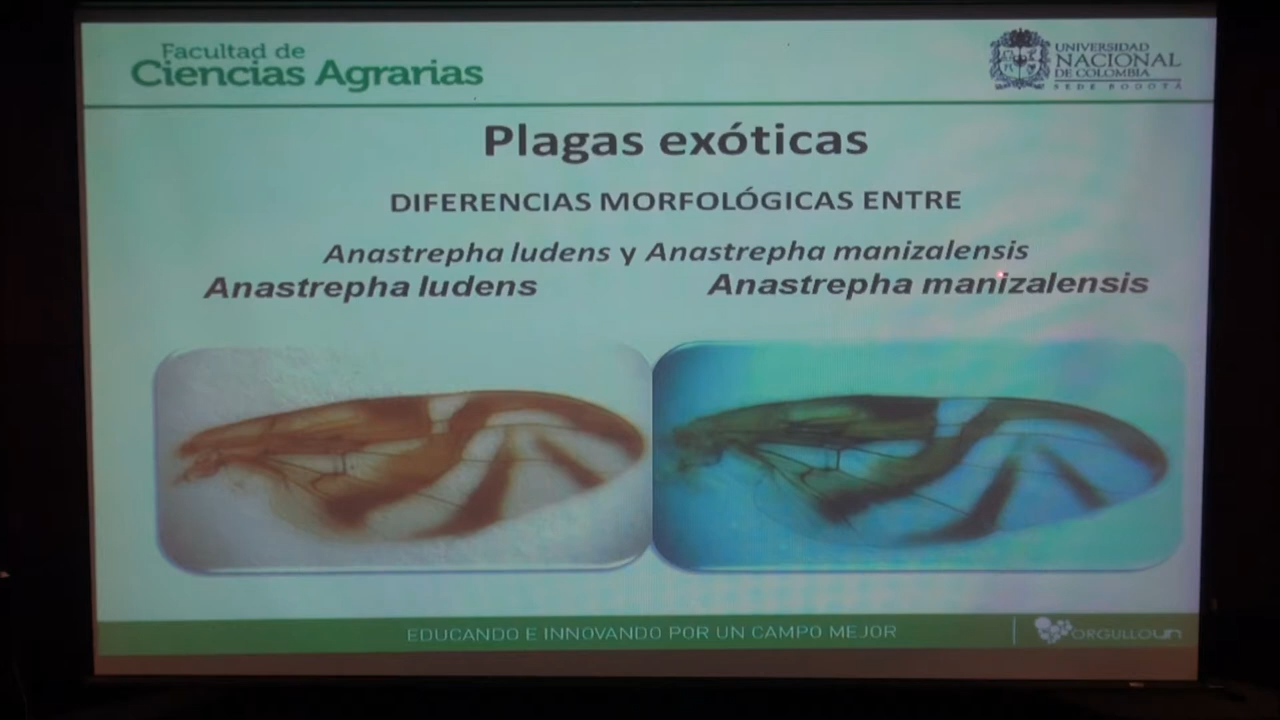 Facultad de
Ciencias Agrarias
UNIVERSIDAD
NACIONAL
DE COLOMBIA
SEDE BOGOTÁ
Plagas exóticas
DIFERENCIAS MORFOLÓGICAS ENTRE
Anastrepha ludens y Anastrepha manizalensis
Anastrepha ludens
Anastrepha manizalensis
EDUCANDO E INNOVANDO POR UN CAMPO MEJOR
ORGULLOUN